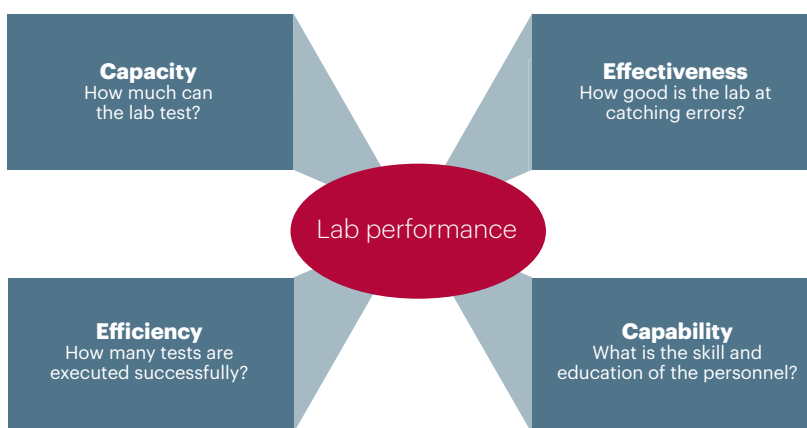 Capacity
How much can
the lab test?
Effectiveness
How good is the lab at
catching errors?
Lab performance
Efficiency
How many tests are
executed successfully?
Capability
What is the skill and
education of the personnel?